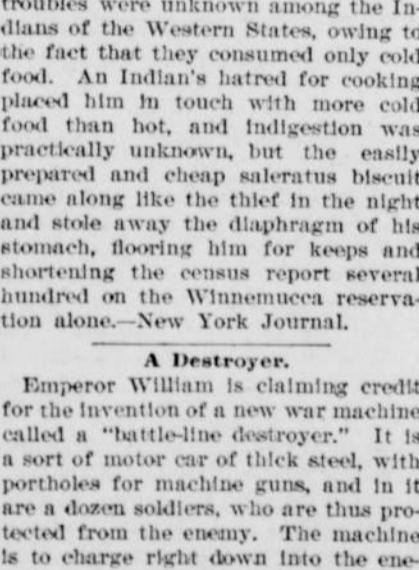 troubles were unknown among the In-
dians of the Western States, owing to
the fact that they consumed only cold
food. An Indian's hatred for cooking
placed him in touch with more cold
food than hot, and indigestion was
practically unknown, but the easily
prepared and cheap saleratus biscuit
came along like the thief in the night
and stole away the diaphragm of his
stomach, flooring him for keeps and
shortening the census report several
hundred on the Winnemucca reserva-
tion alone.—New York Journal.
A Destroyer.
Emperor William is claiming credit
for the invention of a new war machine
called a "battle-line destroyer." It is
a sort of motor car of thick steel, with
portholes for machine guns, and in it
are a dozen soldiers, who are thus pro-
tected from the enemy. The machine
is to charge right down into the ene-